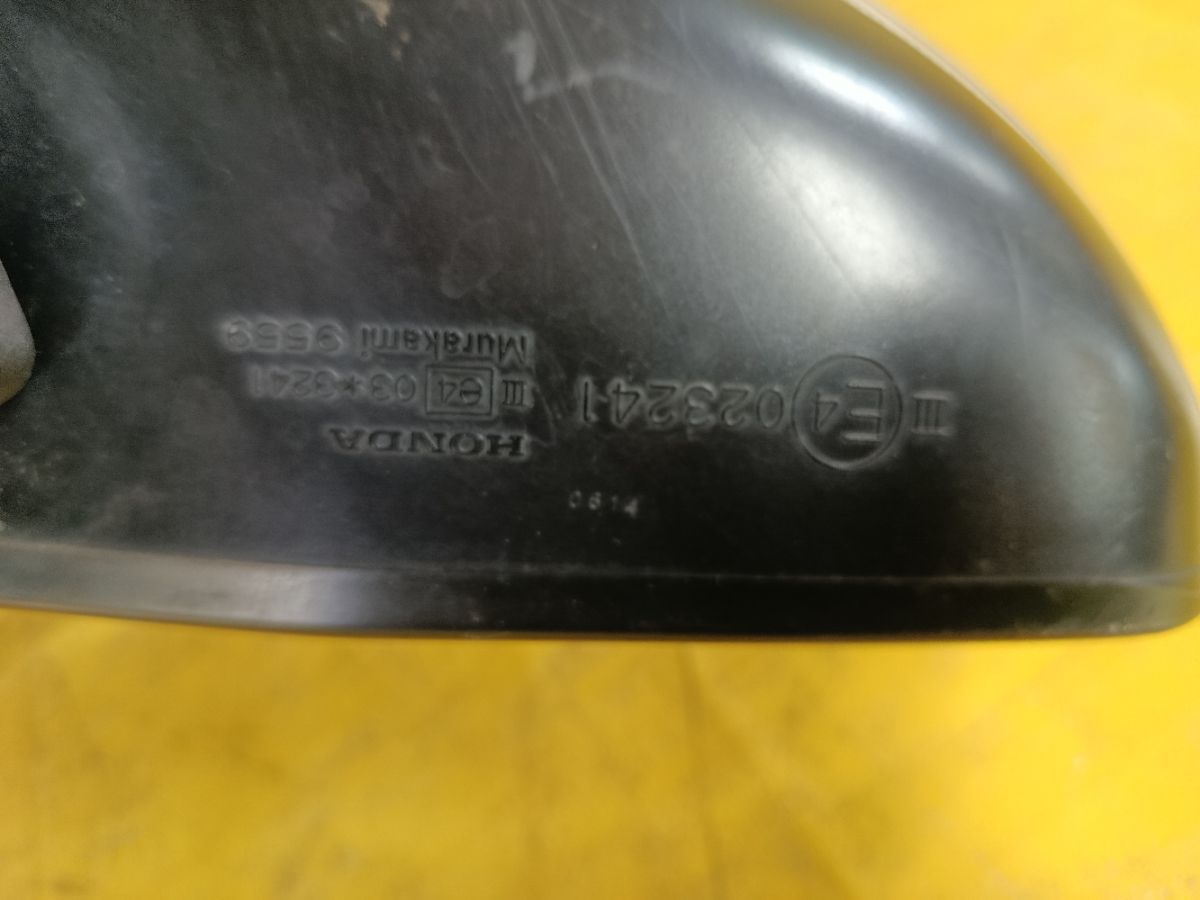 HONDA
III e4 03*3241
Murakami 9559
III E4 023241
0614